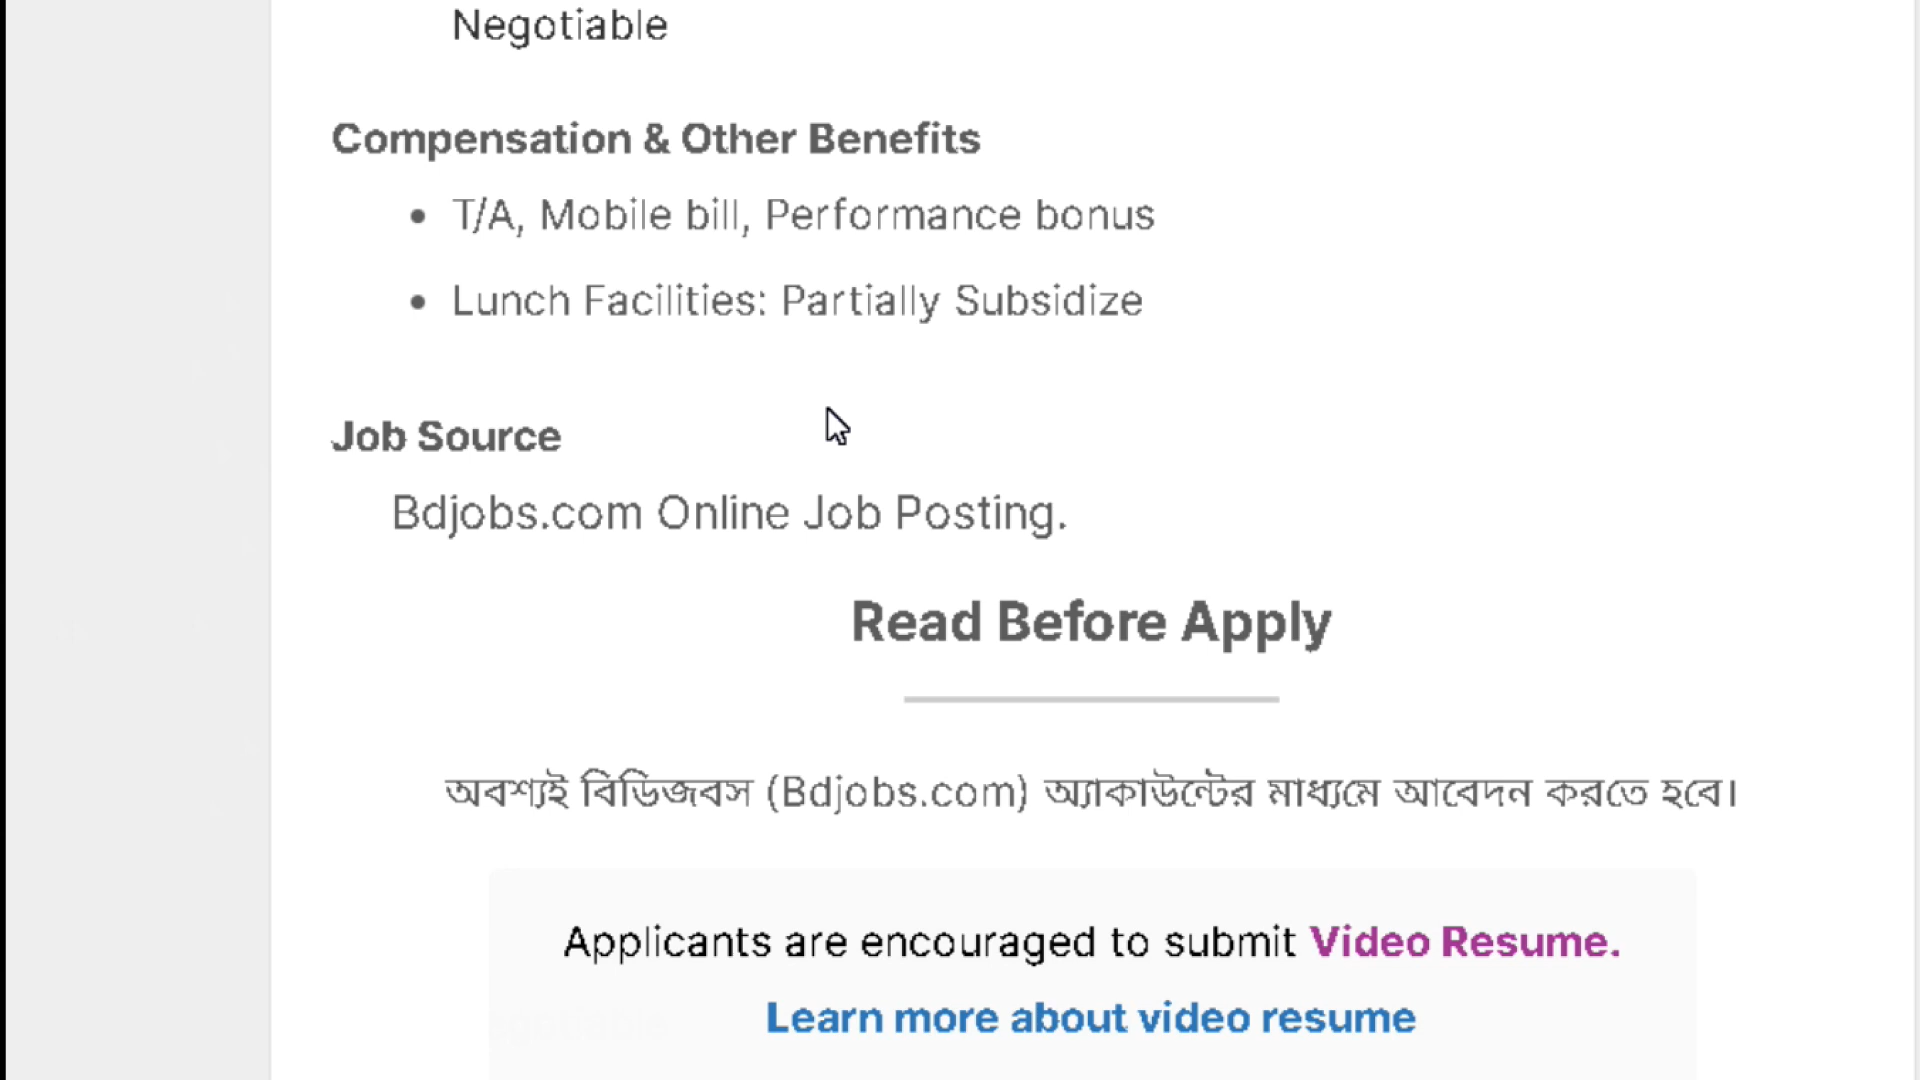 Negotiable
Compensation & Other Benefits
• T/A, Mobile bill, Performance bonus
• Lunch Facilities: Partially Subsidize
Job Source
Bdjobs.com Online Job Posting.
Read Before Apply
অবশ্যই বিডিজবস (Bdjobs.com) অ্যাকাউন্টের মাধ্যমে আবেদন করতে হবে।
Applicants are encouraged to submit Video Resume.
Learn more about video resume